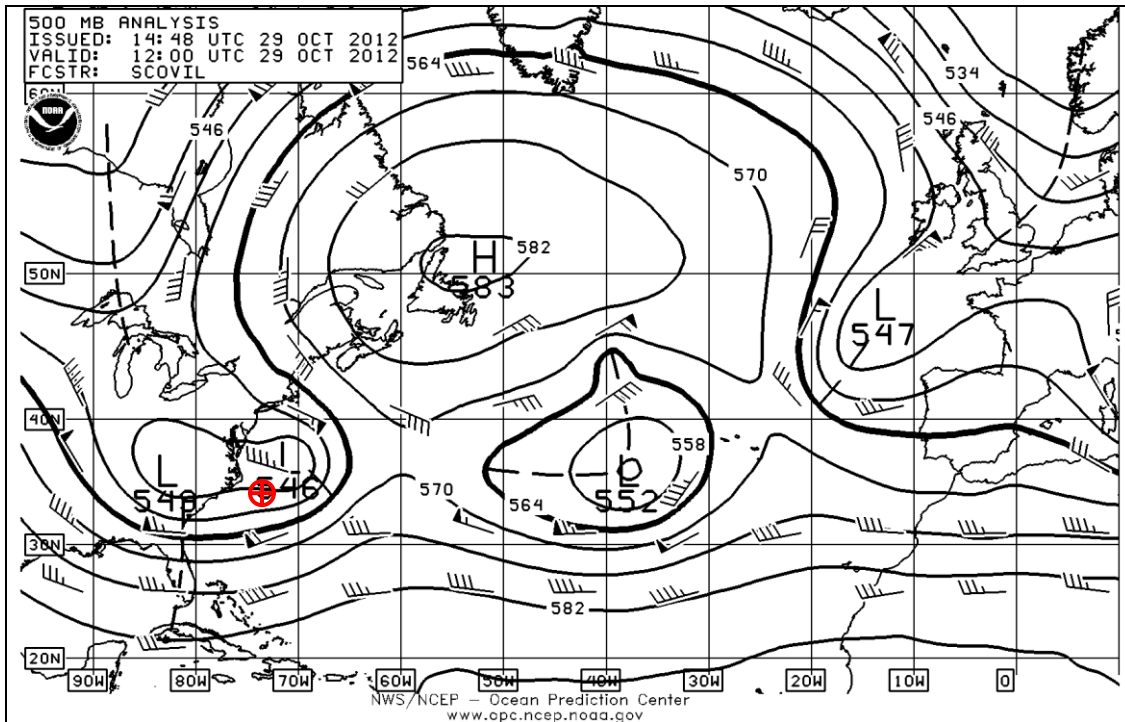 500 MB ANALYSIS
ISSUED: 14:48 UTC 29 OCT 2012
VALID: 12:00 UTC 29 OCT 2012
FCSTR: SCOVIL
564
534
60N
NOAA
546
546
570
582
H
583
50N
L
547
40N
558
L
548
L
546
570
564
L
552
30N
582
20N
90W
80W
70W
60W
50W
40W
30W
20W
10W
0
NWS/NCEP – Ocean Prediction Center
www.opc.ncep.noaa.gov